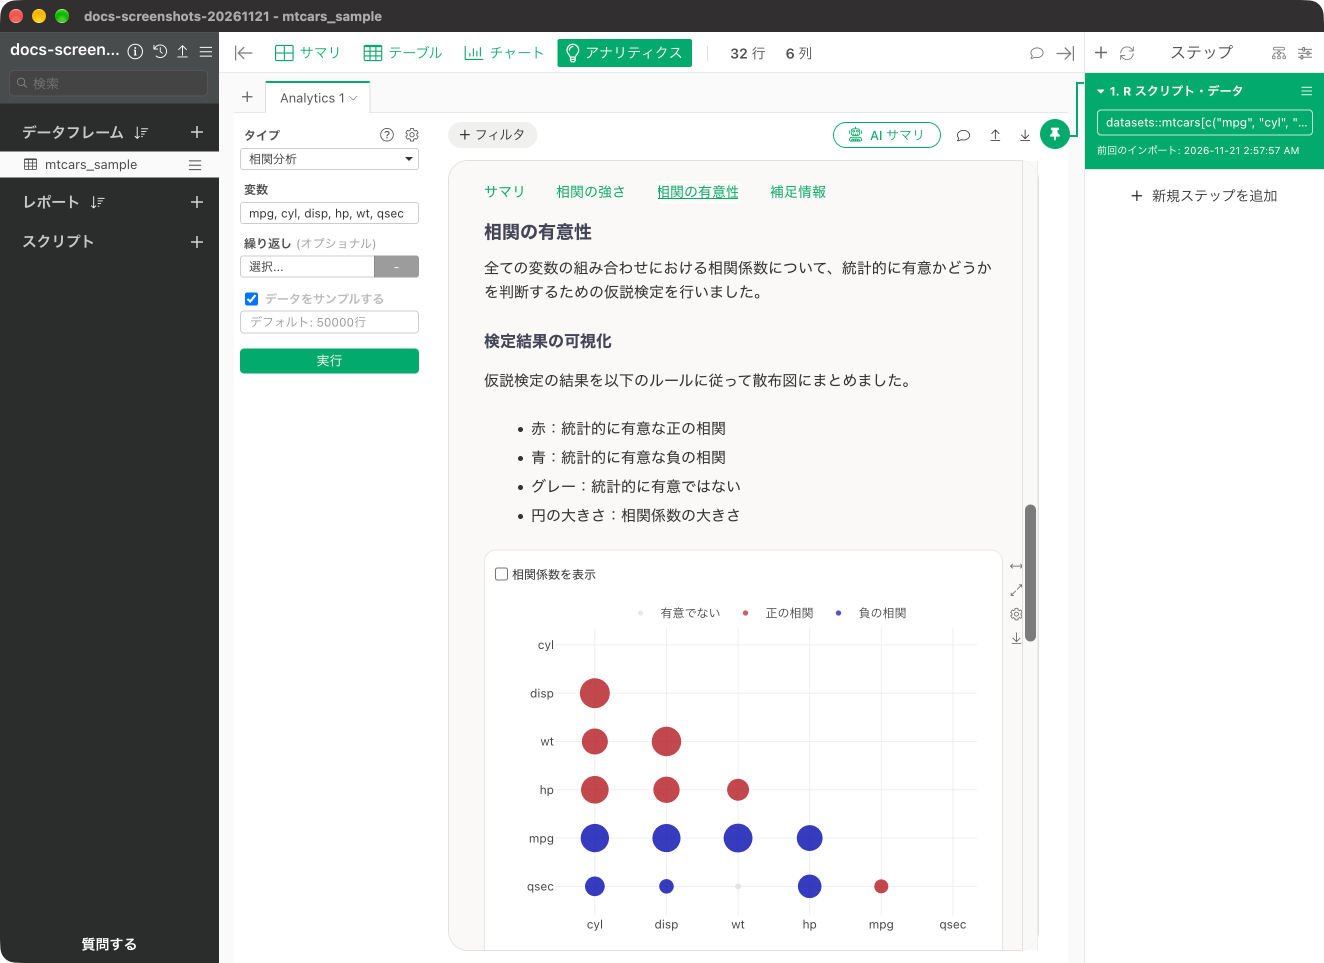 docs-screenshots-20261121 - mtcars_sample
docs-screen...
検索
データフレーム
mtcars_sample
レポート
スクリプト
質問する
サマリ
テーブル
チャート
アナリティクス
32 行
6 列
Analytics 1
タイプ
相関分析
変数
mpg, cyl, disp, hp, wt, qsec
繰り返し (オプショナル)
選択...
-
データをサンプルする
デフォルト: 50000行
実行
フィルタ
AI サマリ
サマリ
相関の強さ
相関の有意性
補足情報
相関の有意性
全ての変数の組み合わせにおける相関係数について、統計的に有意かどうか
を判断するための仮説検定を行いました。
検定結果の可視化
仮説検定の結果を以下のルールに従って散布図にまとめました。
• 赤：統計的に有意な正の相関
• 青：統計的に有意な負の相関
• グレー：統計的に有意ではない
• 円の大きさ：相関係数の大きさ
相関係数を表示
有意でない
正の相関
負の相関
cyl
disp
wt
hp
mpg
qsec
cyl
disp
wt
hp
mpg
qsec
ステップ
1. R スクリプト・データ
datasets::mtcars[c("mpg", "cyl", "...
前回のインポート: 2026-11-21 2:57:57 AM
新規ステップを追加